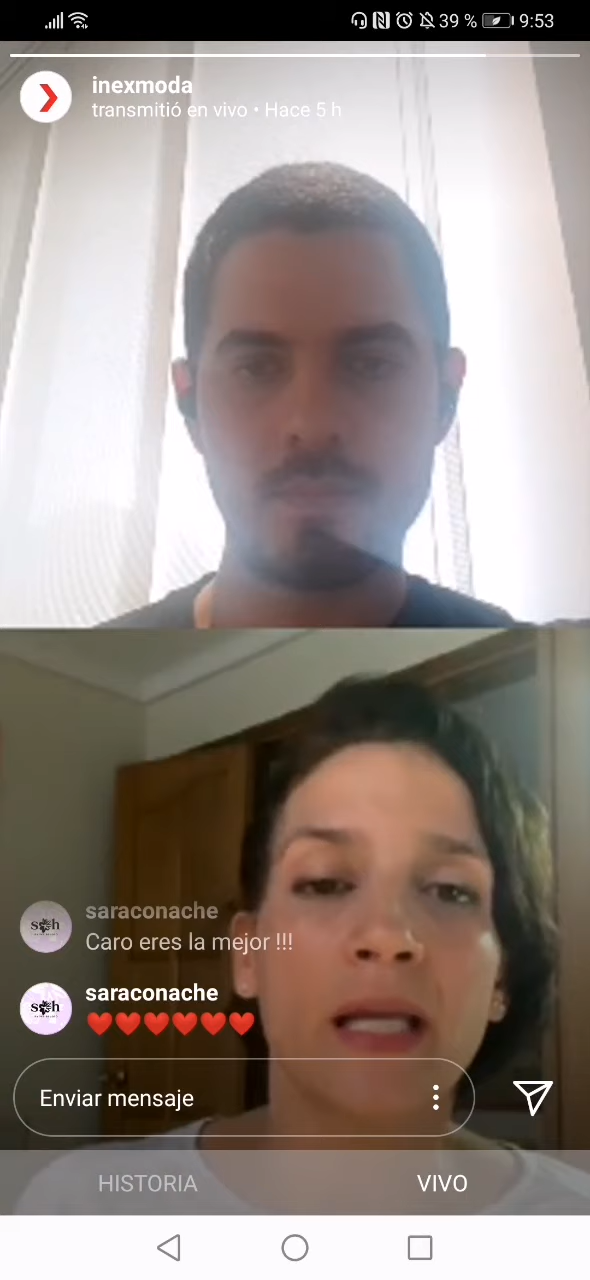 39 % 9:53
inexmoda
transmitió en vivo • Hace 5 h
saraconache
Caro eres la mejor !!!
saraconache
❤️❤️❤️❤️❤️❤️
Enviar mensaje
HISTORIA
VIVO